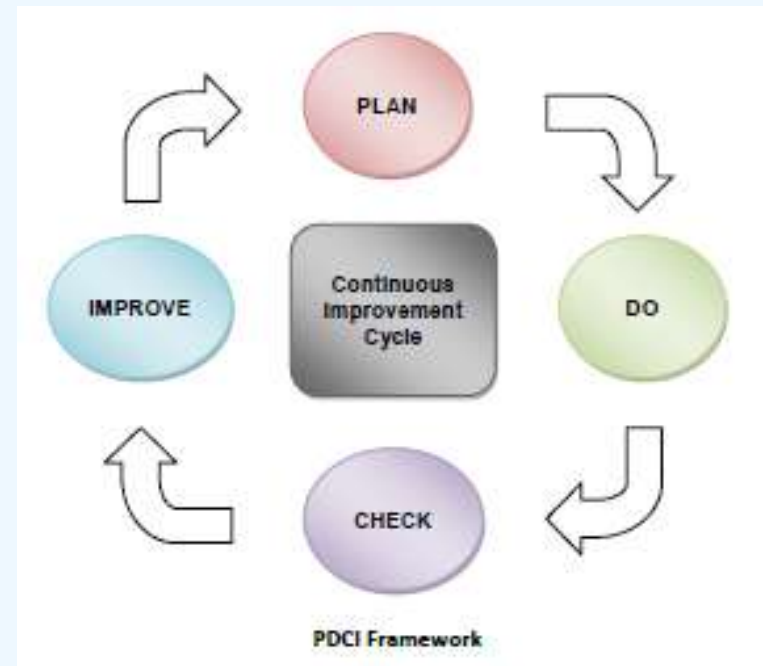 PLAN
IMPROVE
Continuous
Improvement
Cycle
DO
CHECK
PDCI Framework